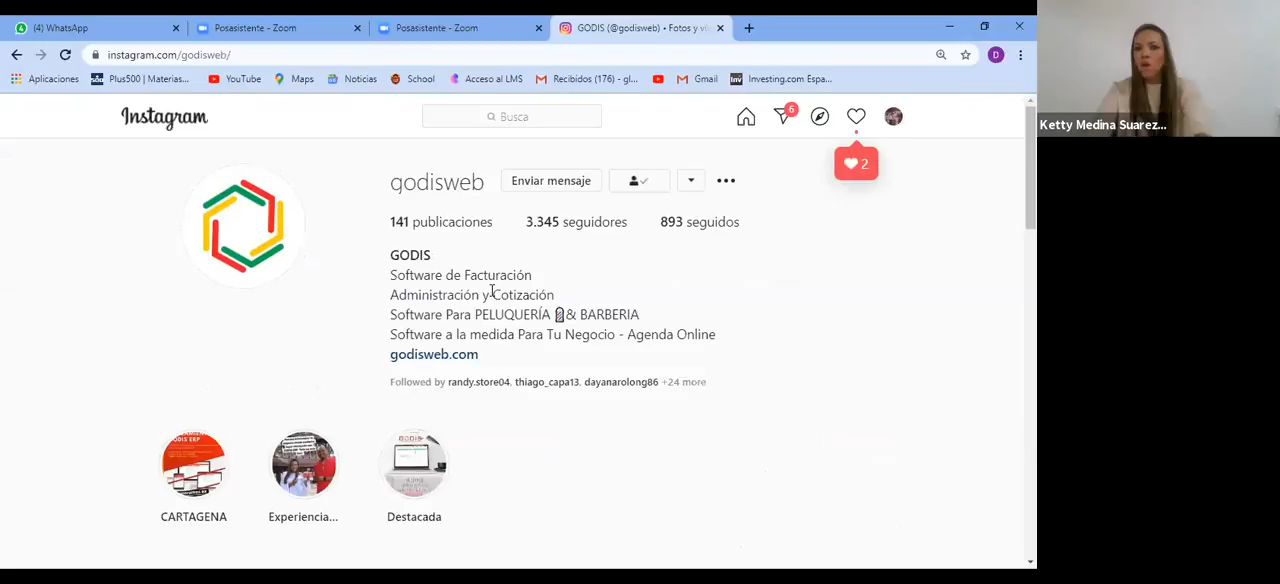 (4) WhatsApp
Posasistente - Zoom
Posasistente - Zoom
GODIS (@godisweb) • Fotos y vi
instagram.com/godisweb/
D
Aplicaciones
Plus500 | Materias...
YouTube
Maps
Noticias
School
Acceso al LMS
Recibidos (176) - gl...
Gmail
Investing.com Espa...
Instagram
Busca
6
2
godisweb
Enviar mensaje
141 publicaciones 3.345 seguidores 893 seguidos
GODIS
Software de Facturación
Administración y Cotización
Software Para PELUQUERÍA 💈& BARBERIA
Software a la medida Para Tu Negocio - Agenda Online
godisweb.com
Followed by randy.store04, thiago_capa13, dayanarolong86 +24 more
CARTAGENA
Experiencia...
Destacada
Ketty Medina Suarez...